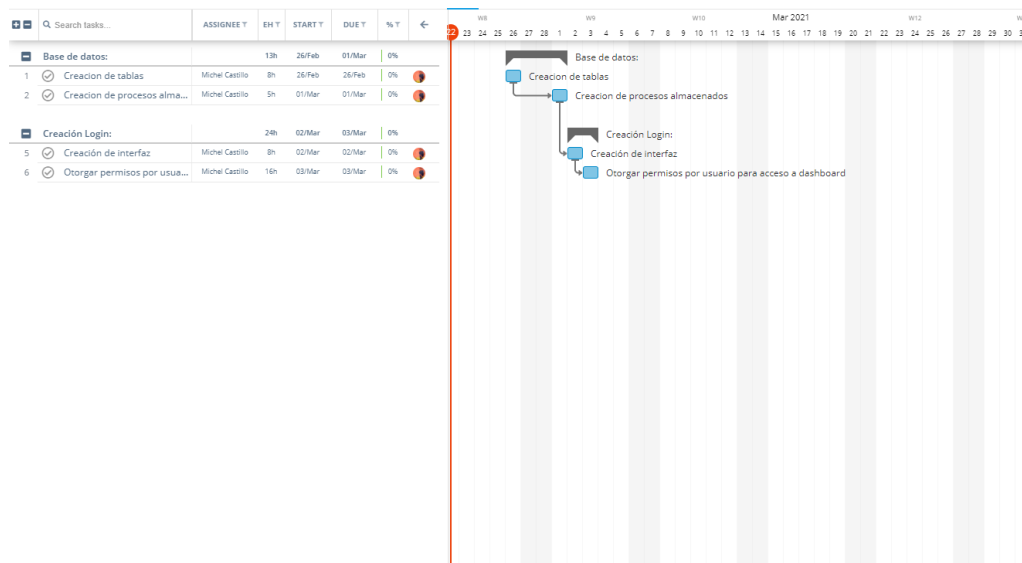 Search tasks... ASSIGNEE EH START DUE % W8 W9 W10 Mar 2021 W12
22 23 24 25 26 27 28 1 2 3 4 5 6 7 8 9 10 11 12 13 14 15 16 17 18 19 20 21 22 23 24 25 26 27 28 29 30
Base de datos: 13h 26/Feb 01/Mar 0% Base de datos:
1 Creacion de tablas Michel Castillo 8h 26/Feb 26/Feb 0% Creacion de tablas
2 Creacion de procesos alma... Michel Castillo 5h 01/Mar 01/Mar 0% Creacion de procesos almacenados
Creación Login: 24h 02/Mar 03/Mar 0% Creación Login:
5 Creación de interfaz Michel Castillo 8h 02/Mar 02/Mar 0% Creación de interfaz
6 Otorgar permisos por usua... Michel Castillo 16h 03/Mar 03/Mar 0% Otorgar permisos por usuario para acceso a dashboard